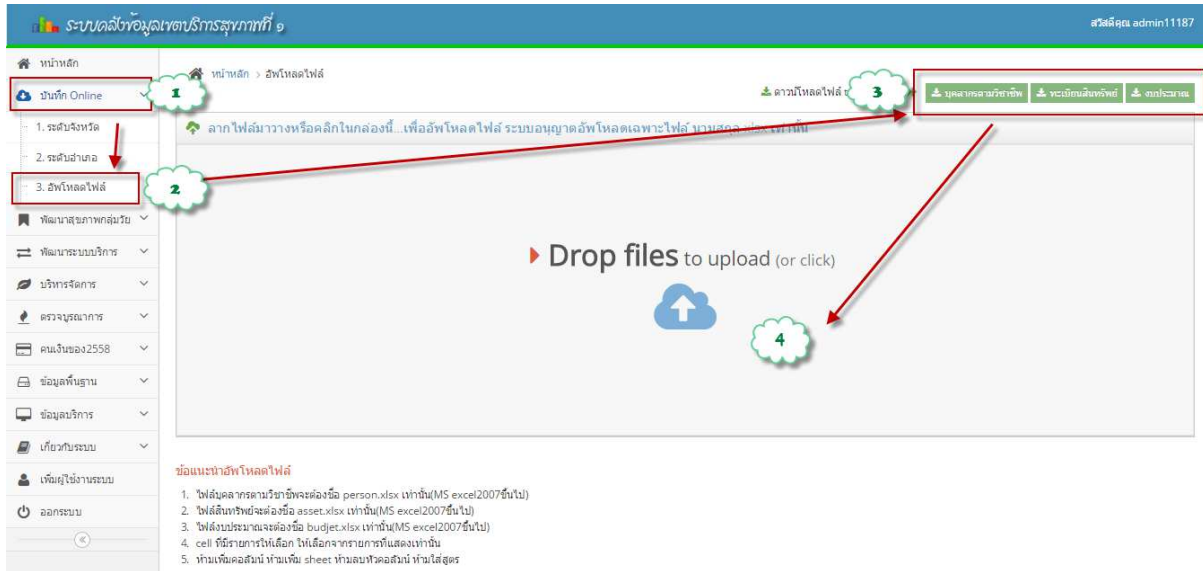 ระบบคลังข้อมูลเขตบริการสุขภาพที่ ๑
สวัสดีคุณ admin11187
หน้าหลัก
บันทึก Online
1. ระดับจังหวัด
2. ระดับอำเภอ
3. อัพโหลดไฟล์
พัฒนาสุขภาพกลุ่มวัย
พัฒนาระบบบริการ
บริหารจัดการ
ตรวจบูรณาการ
คนเงินของ2558
ข้อมูลพื้นฐาน
ข้อมูลบริการ
เกี่ยวกับระบบ
เพิ่มผู้ใช้งานระบบ
ออกระบบ
1
2
หน้าหลัก > อัพโหลดไฟล์
ดาวน์โหลดไฟล์
3
บุคลากรตามวิชาชีพ
ทะเบียนสินทรัพย์
งบประมาณ
ลากไฟล์มาวางหรือคลิกในกล่องนี้...เพื่ออัพโหลดไฟล์ ระบบอนุญาตอัพโหลดเฉพาะไฟล์ นามสกุล .xlsx เท่านั้น
Drop files to upload (or click)
4
ข้อแนะนำอัพโหลดไฟล์
1. ไฟล์บุคลากรตามวิชาชีพจะต้องชื่อ person.xlsx เท่านั้น(MS excel2007ขึ้นไป)
2. ไฟล์สินทรัพย์จะต้องชื่อ asset.xlsx เท่านั้น(MS excel2007ขึ้นไป)
3. ไฟล์งบประมาณจะต้องชื่อ budjet.xlsx เท่านั้น(MS excel2007ขึ้นไป)
4. cell ที่มีรายการให้เลือก ให้เลือกจากรายการที่แสดงเท่านั้น
5. ห้ามเพิ่มคอลัมน์ ห้ามเพิ่ม sheet ห้ามลบหัวคอลัมน์ ห้ามใส่สูตร